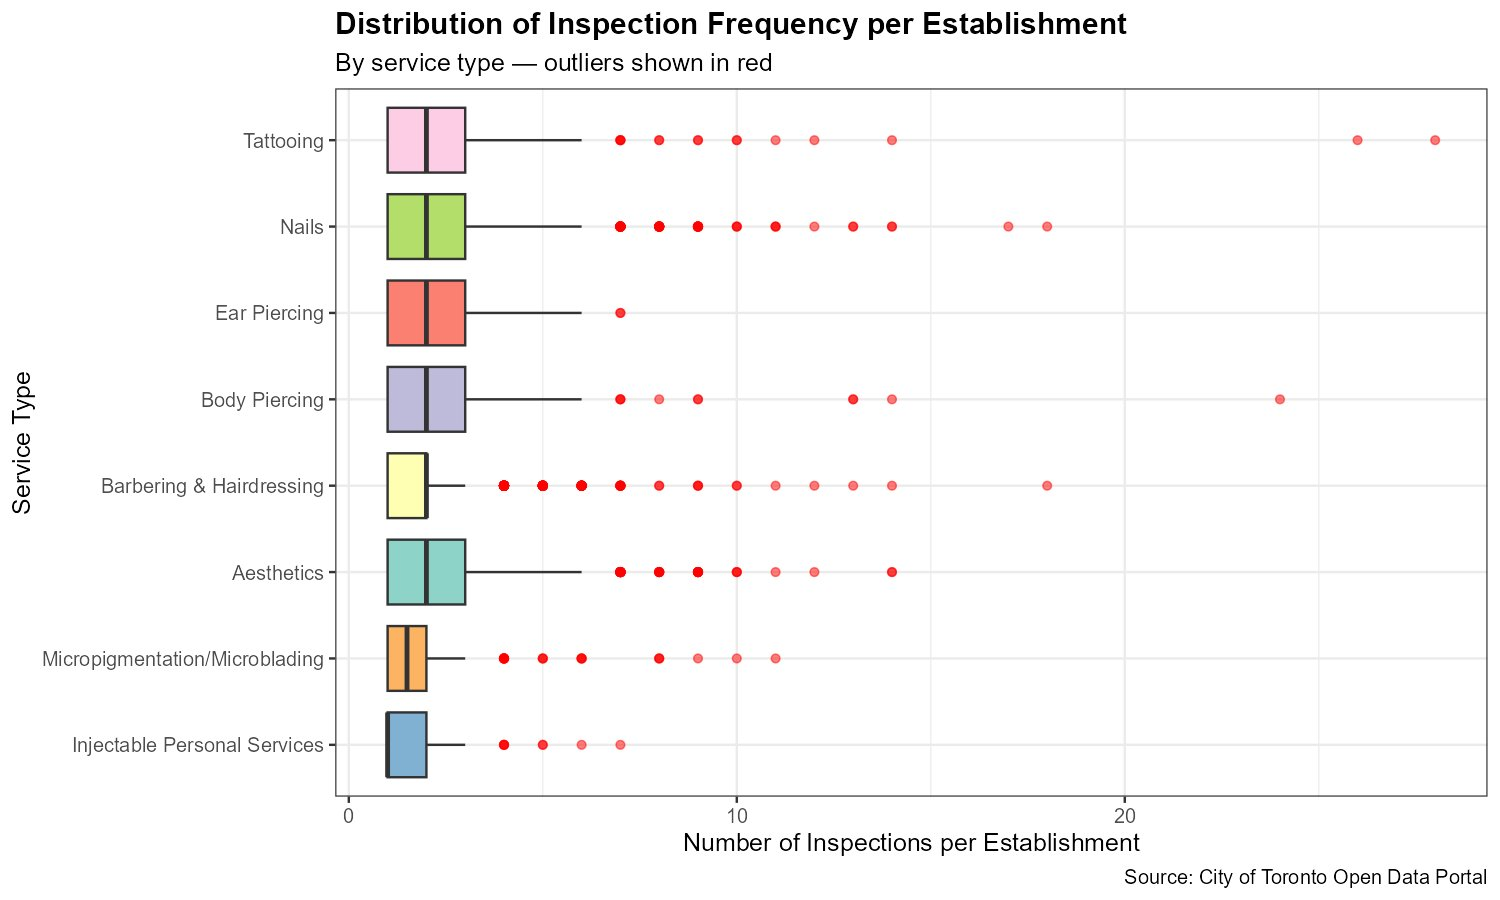 Distribution of Inspection Frequency per Establishment
By service type — outliers shown in red
Service Type
Tattooing
Nails
Ear Piercing
Body Piercing
Barbering & Hairdressing
Aesthetics
Micropigmentation/Microblading
Injectable Personal Services
0 10 20
Number of Inspections per Establishment
Source: City of Toronto Open Data Portal